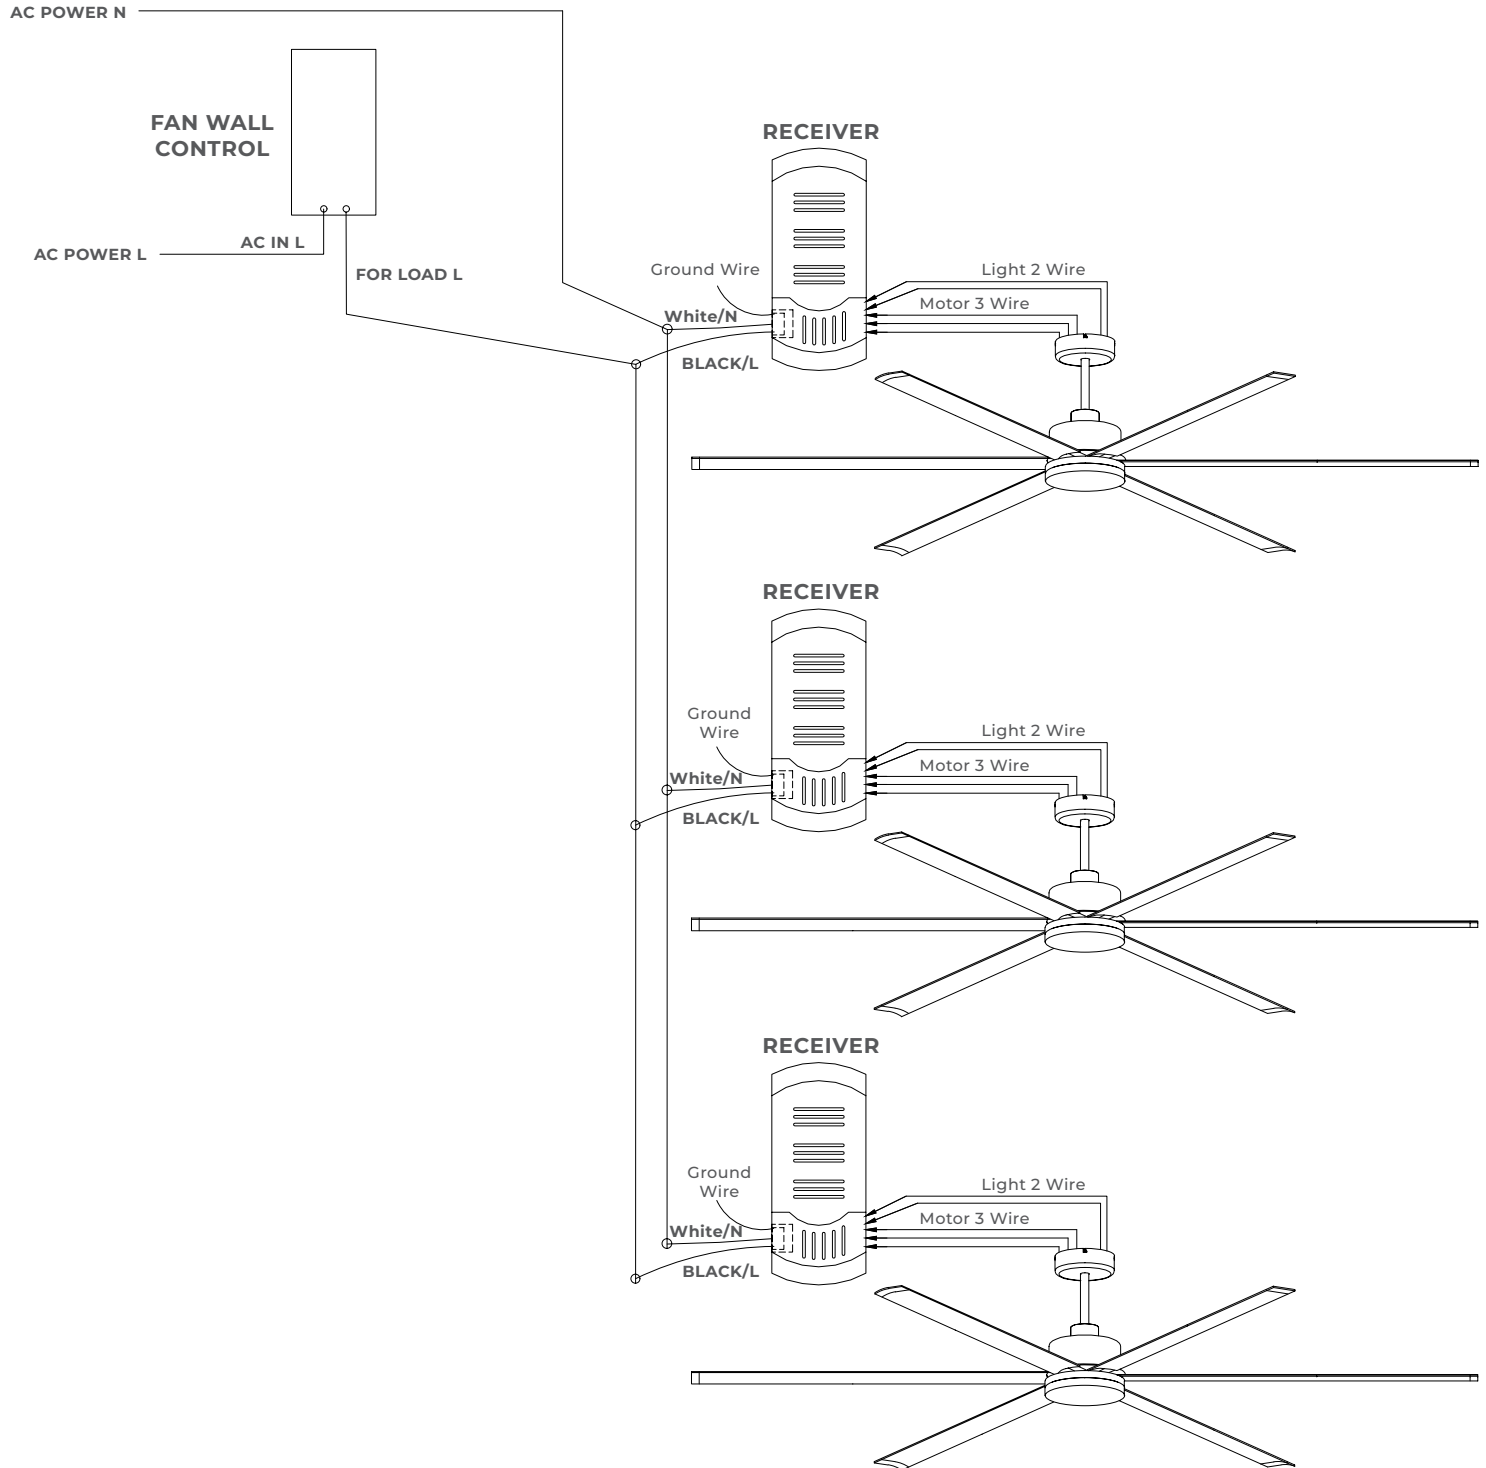 AC POWER N
FAN WALL
CONTROL
AC POWER L
AC IN L
FOR LOAD L
RECEIVER
Ground Wire
White/N
BLACK/L
Light 2 Wire
Motor 3 Wire
RECEIVER
Ground
Wire
White/N
BLACK/L
Light 2 Wire
Motor 3 Wire
RECEIVER
Ground
Wire
White/N
BLACK/L
Light 2 Wire
Motor 3 Wire